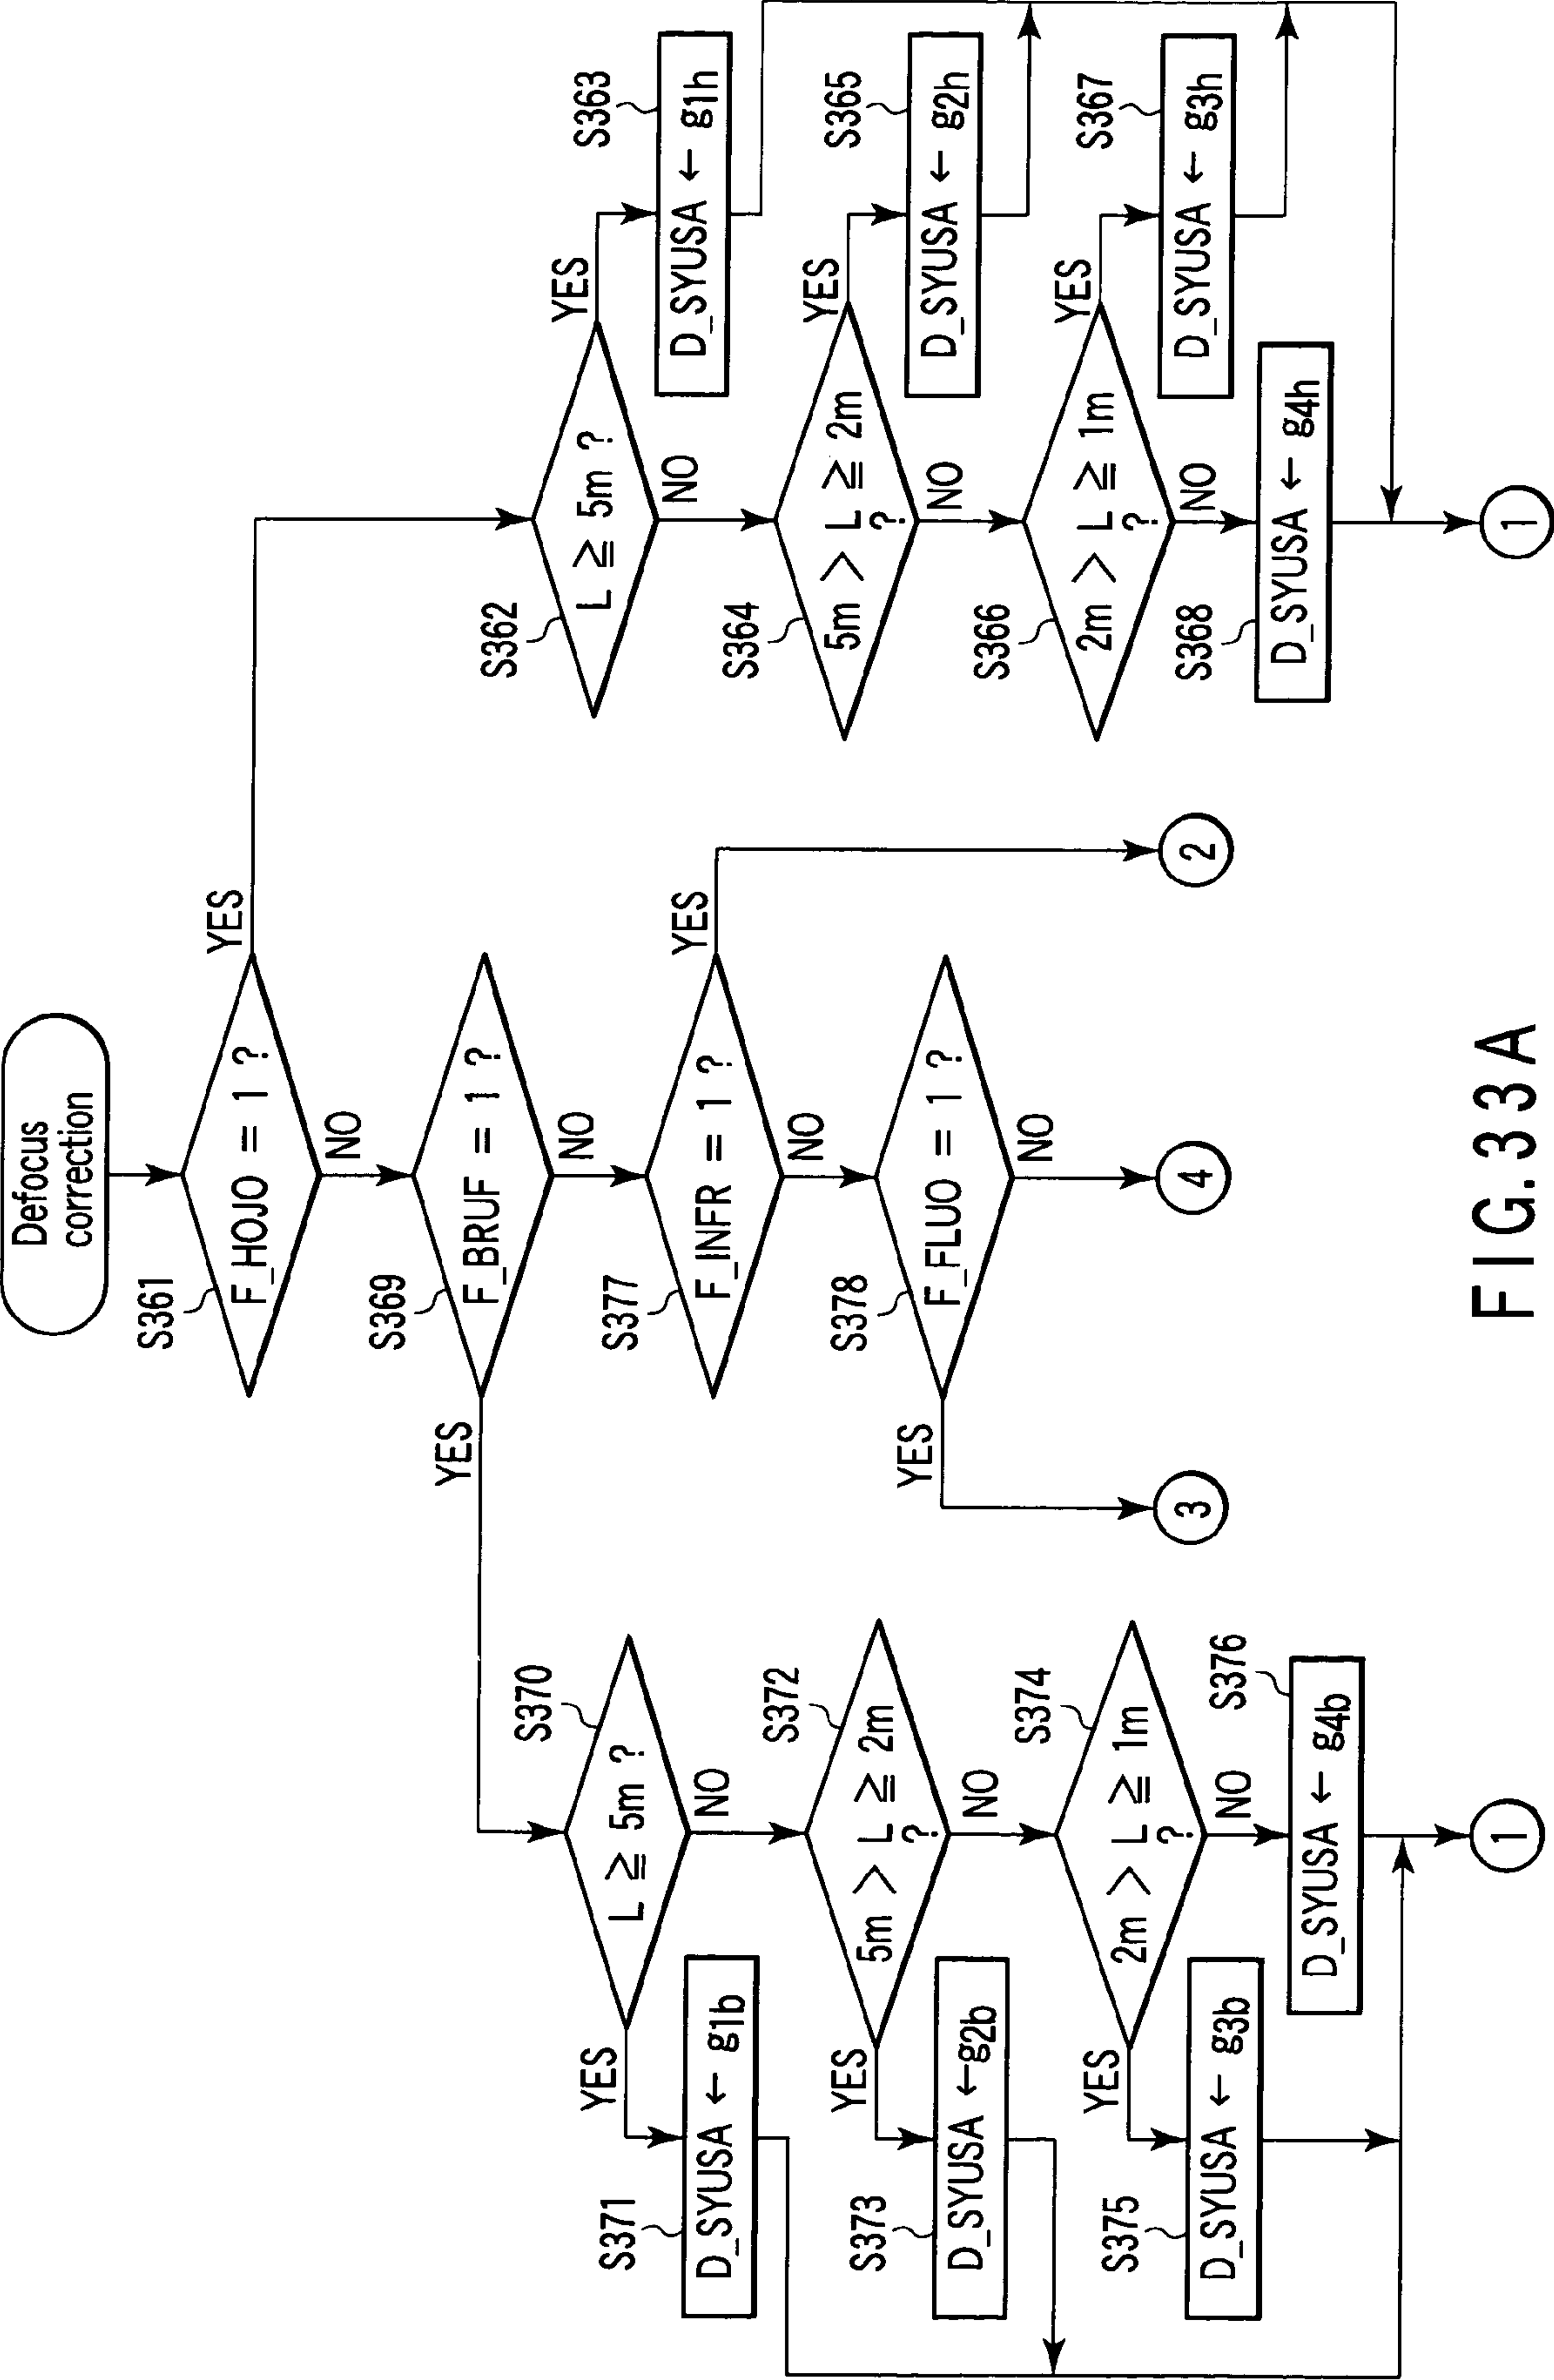 Defocus
correction
S361
F_HOJO = 1 ?
YES
NO
S362
L ≧ 5m ?
YES
NO
S363
D_SYUSA ← g1h
S364
5m > L ≧ 2m
?
YES
NO
S365
D_SYUSA ← g2h
S366
2m > L ≧ 1m
?
YES
NO
S367
D_SYUSA ← g3h
S368
D_SYUSA ← g4h
1
S369
F_BRUF = 1 ?
YES
NO
S370
L ≧ 5m ?
YES
NO
S371
D_SYUSA ← g1b
S372
5m > L ≧ 2m
?
YES
NO
S373
D_SYUSA ←g2b
S374
2m > L ≧ 1m
?
YES
NO
S375
D_SYUSA ← g3b
S376
D_SYUSA ← g4b
1
S377
F_INFR = 1 ?
YES
NO
2
S378
F_FLUO = 1 ?
YES
NO
3
4
FIG. 33A